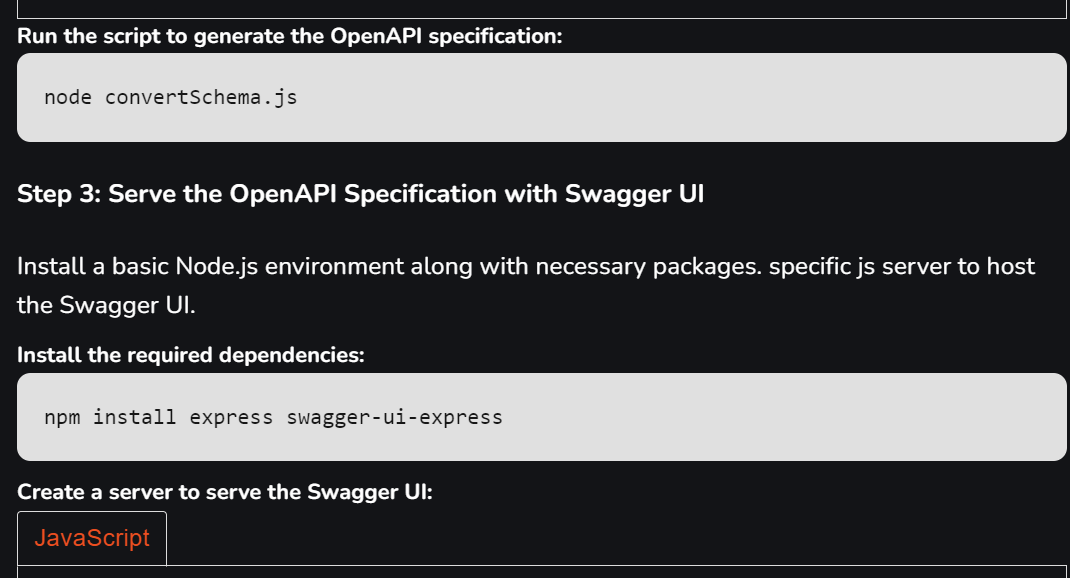 Run the script to generate the OpenAPI specification:
node convertSchema.js
Step 3: Serve the OpenAPI Specification with Swagger UI
Install a basic Node.js environment along with necessary packages. specific js server to host
the Swagger UI.
Install the required dependencies:
npm install express swagger-ui-express
Create a server to serve the Swagger UI:
JavaScript